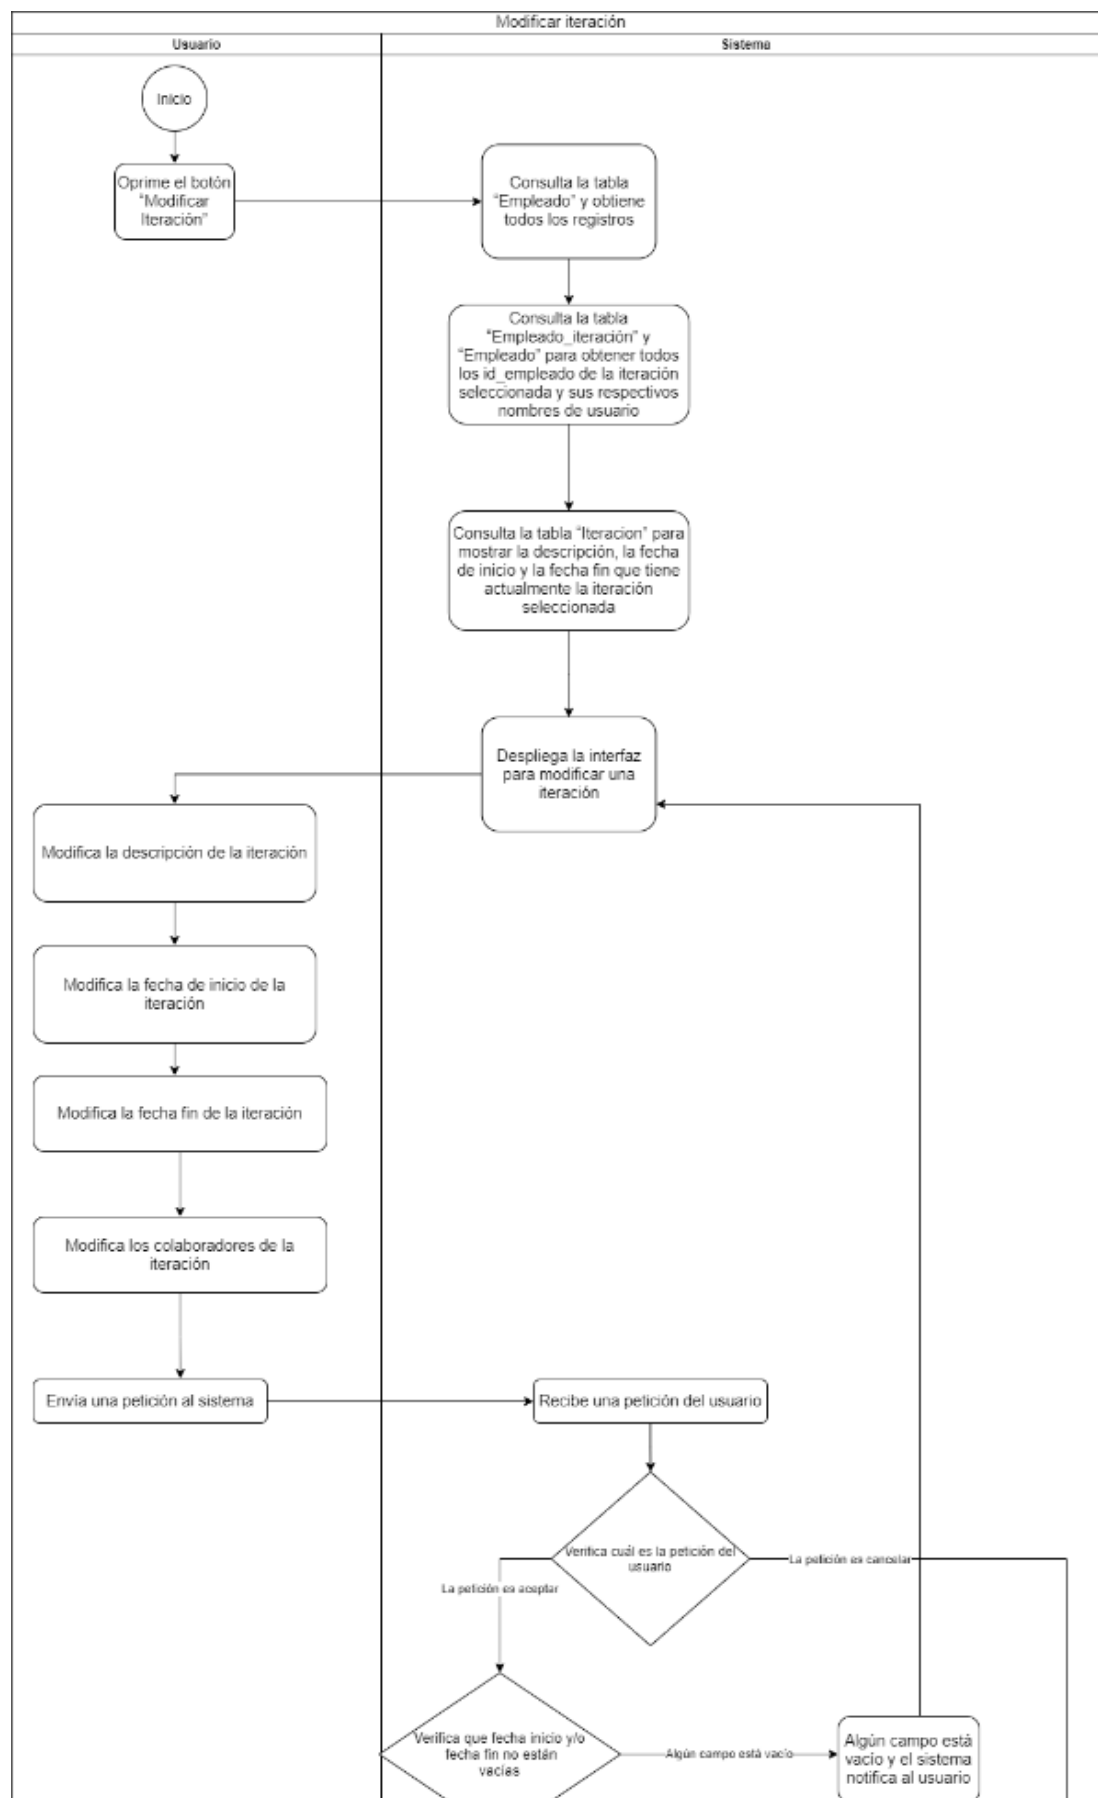 Modificar iteración
Usuario
Sistema
Inicio
Oprime el botón
“Modificar
Iteración”
Consulta la tabla
“Empleado” y obtiene
todos los registros
Consulta la tabla
“Empleado_iteración” y
“Empleado” para obtener todos
los id_empleado de la iteración
seleccionada y sus respectivos
nombres de usuario
Consulta la tabla “Iteracion” para
mostrar la descripción, la fecha
de inicio y la fecha fin que tiene
actualmente la iteración
seleccionada
Despliega la interfaz
para modificar una
iteración
Modifica la descripción de la iteración
Modifica la fecha de inicio de la
iteración
Modifica la fecha fin de la iteración
Modifica los colaboradores de la
iteración
Envía una petición al sistema
Recibe una petición del usuario
Verifica cuál es la petición del
usuario
La petición es cancelar
La petición es aceptar
Verifica que fecha inicio y/o
fecha fin no están
vacías
Algún campo está vacío
Algún campo está
vacío y el sistema
notifica al usuario